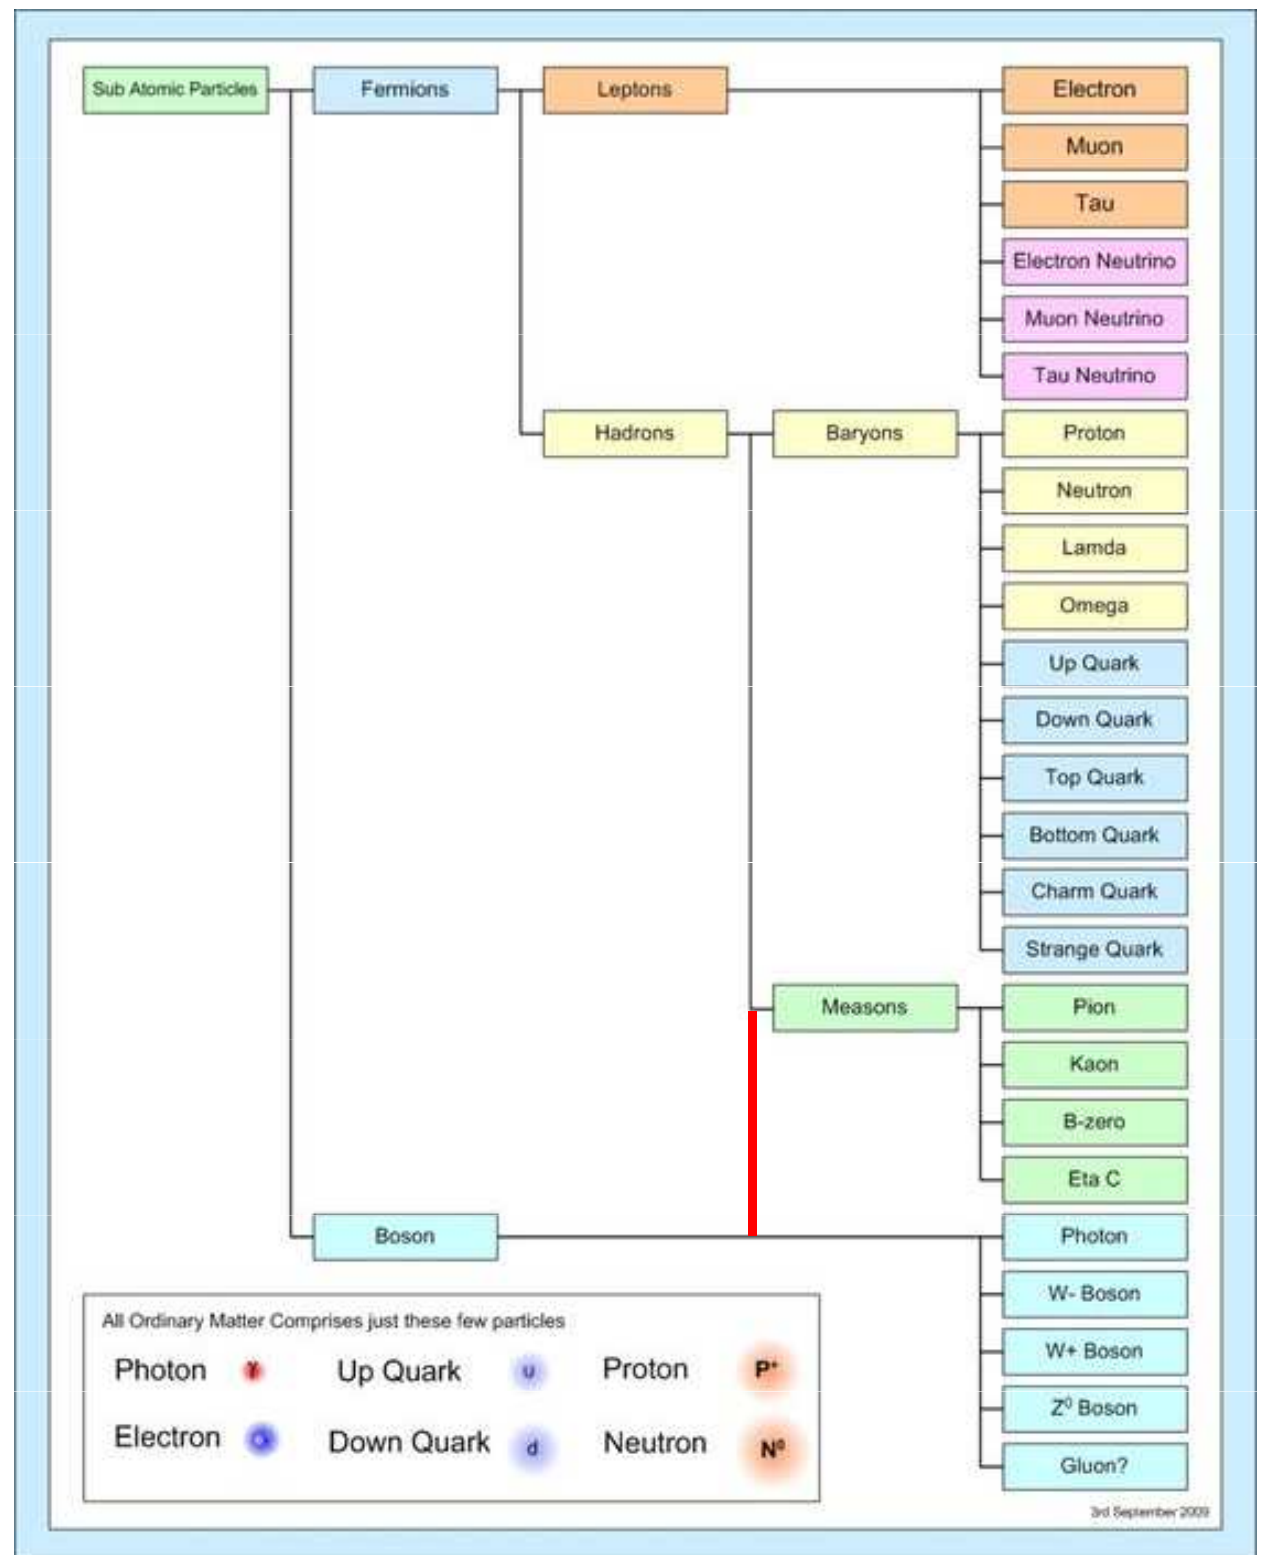 Sub Atomic Particles
Fermions
Leptons
Electron
Muon
Tau
Electron Neutrino
Muon Neutrino
Tau Neutrino
Hadrons
Baryons
Proton
Neutron
Lamda
Omega
Up Quark
Down Quark
Top Quark
Bottom Quark
Charm Quark
Strange Quark
Measons
Pion
Kaon
B-zero
Eta C
Boson
Photon
W- Boson
W+ Boson
Z⁰ Boson
Gluon?
All Ordinary Matter Comprises just these few particles
Photon γ Up Quark u Proton P⁺
Electron Down Quark d Neutron N⁰
3rd September 2009